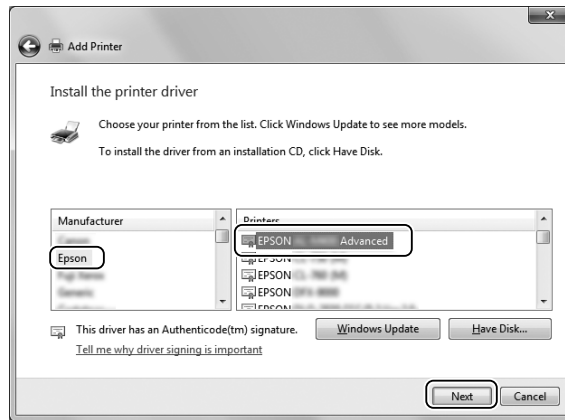 Add Printer
Install the printer driver
Choose your printer from the list. Click Windows Update to see more models.
To install the driver from an installation CD, click Have Disk.
Manufacturer
Epson
Printers
EPSON Advanced
EPSON
EPSON
EPSON
EPSON
This driver has an Authenticode(tm) signature.
Tell me why driver signing is important
Windows Update
Have Disk...
Next
Cancel